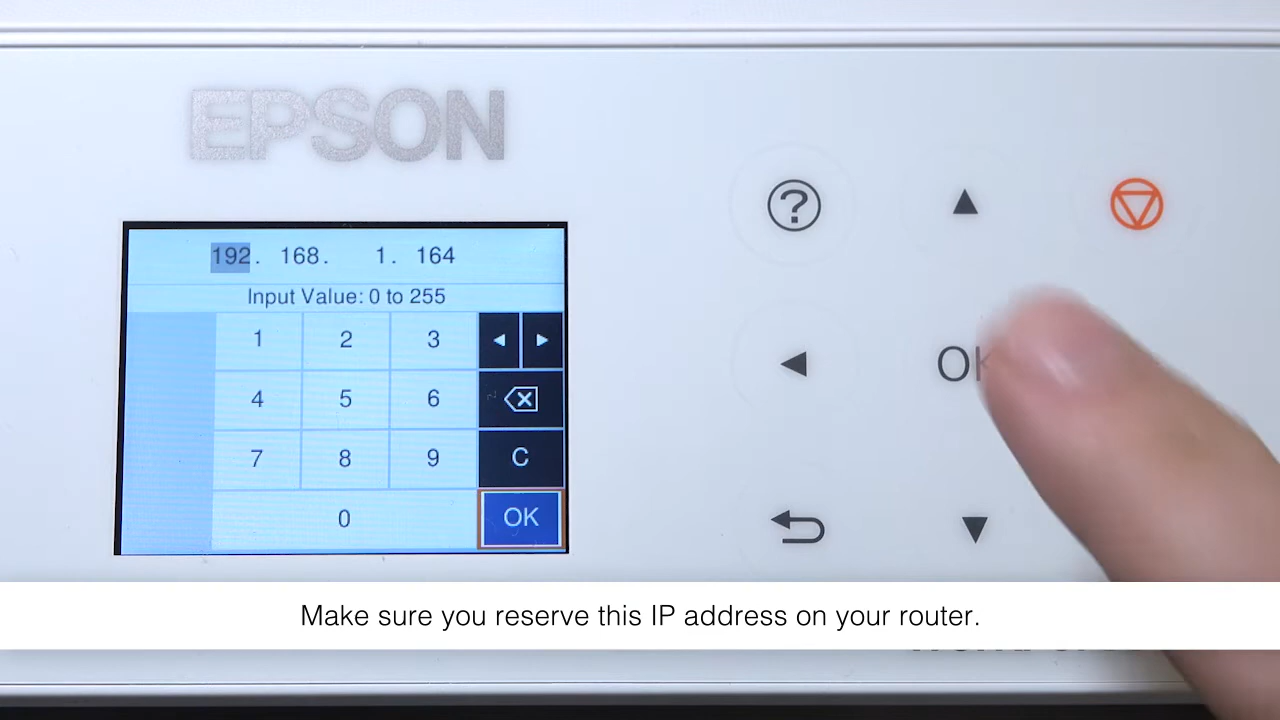 EPSON
192. 168. 1. 164
Input Value: 0 to 255
1 2 3
4 5 6
7 8 9 C
0 OK
OK
Make sure you reserve this IP address on your router.